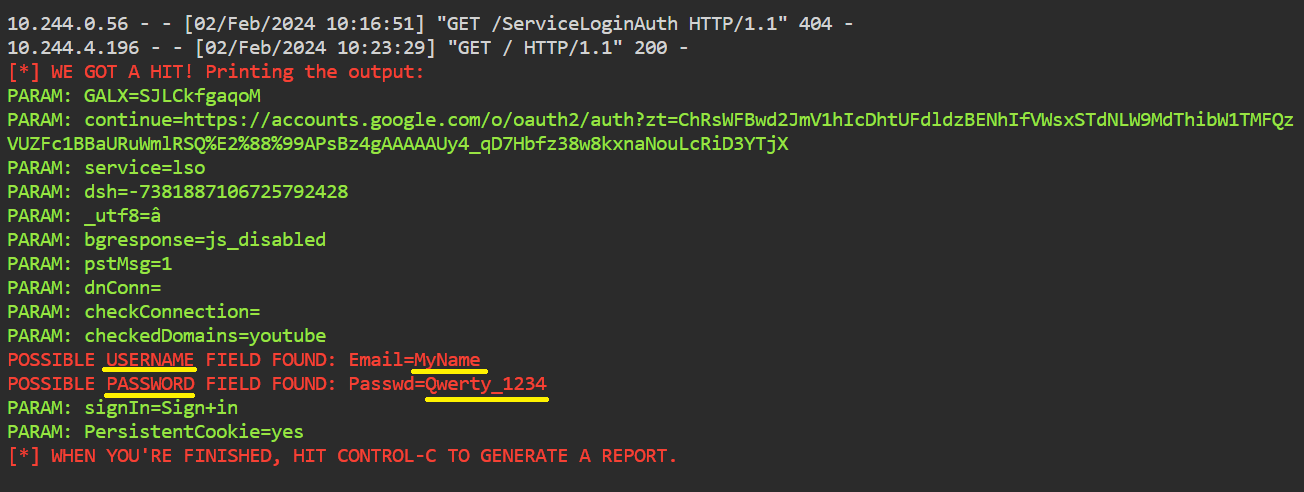 10.244.0.56 - - [02/Feb/2024 10:16:51] "GET /ServiceLoginAuth HTTP/1.1" 404 -
10.244.4.196 - - [02/Feb/2024 10:23:29] "GET / HTTP/1.1" 200 -
[*] WE GOT A HIT! Printing the output:
PARAM: GALX=SJLCkfgaqoM
PARAM: continue=https://accounts.google.com/o/oauth2/auth?zt=ChRsWFBwd2JmV1hIcDhtUFdldzBENhIfVWsxSTdNLW9MdThibW1TMFQz
VUZFc1BBaURuWmlRSQ%E2%88%99APsBz4gAAAAAUy4_qD7Hbfz38w8kxnaNouLcRiD3YTjX
PARAM: service=lso
PARAM: dsh=-7381887106725792428
PARAM: _utf8=â
PARAM: bgresponse=js_disabled
PARAM: pstMsg=1
PARAM: dnConn=
PARAM: checkConnection=
PARAM: checkedDomains=youtube
POSSIBLE USERNAME FIELD FOUND: Email=MyName
POSSIBLE PASSWORD FIELD FOUND: Passwd=Qwerty_1234
PARAM: signIn=Sign+in
PARAM: PersistentCookie=yes
[*] WHEN YOU'RE FINISHED, HIT CONTROL-C TO GENERATE A REPORT.